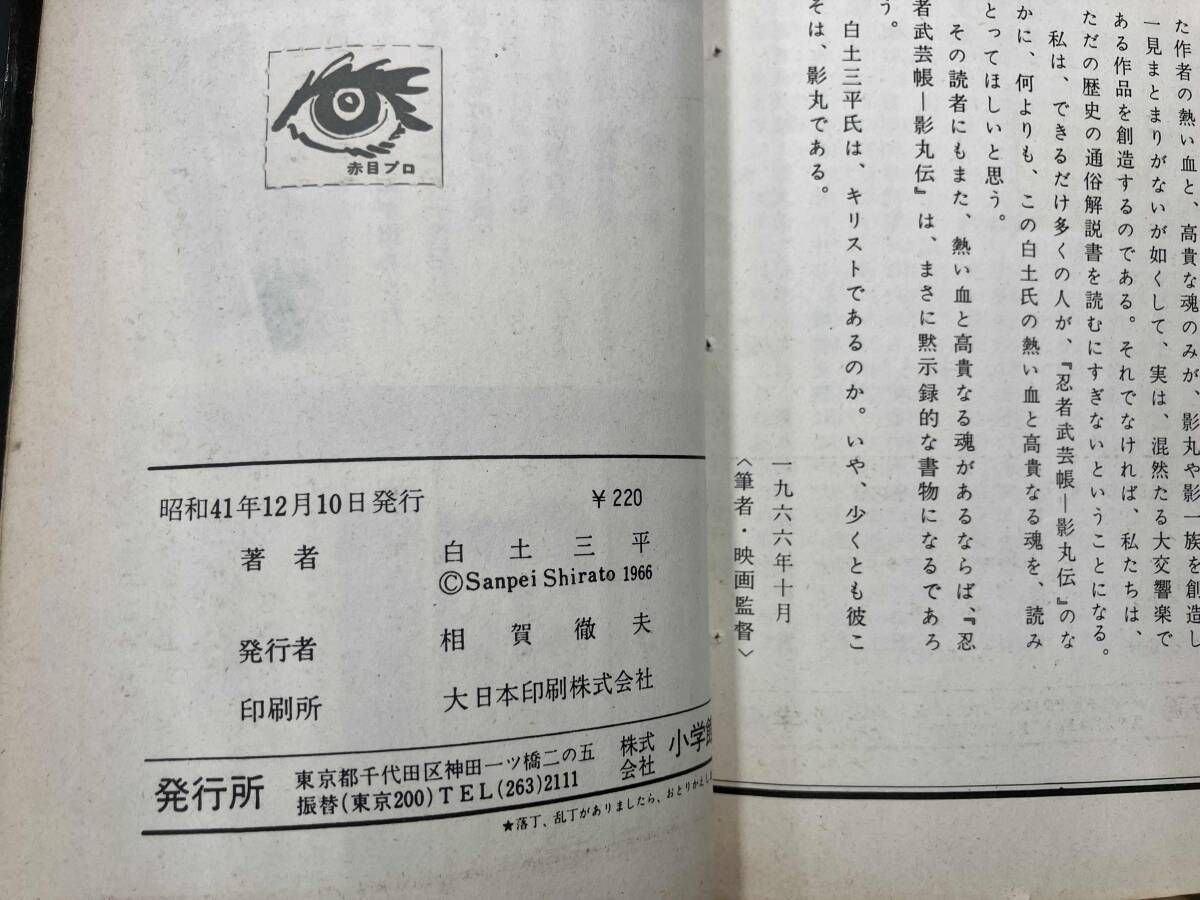 た作者の熱い血と、高貴な魂のみが、影丸や影一族を創造し
一見まとまりがないが如くして、実は、混然たる大交響楽で
ある作品を創造するのである。それでなければ、私たちは、
ただの歴史の通俗解説書を読むにすぎないということになる。
私は、できるだけ多くの人が、『忍者武芸帳―影丸伝』のな
かに、何よりも、この白土氏の熱い血と高貴なる魂を、読み
とってほしいと思う。
その読者にもまた、熱い血と高貴なる魂があるならば、『忍
者武芸帳―影丸伝』は、まさに黙示録的な書物になるであろ
う。
白土三平氏は、キリストであるのか。いや、少くとも彼こ
そは、影丸である。
一九六六年十月
〈筆者・映画監督〉
赤目プロ
昭和41年12月10日発行 ¥220
著者 白土三平
©Sanpei Shirato 1966
発行者 相賀徹夫
印刷所 大日本印刷株式会社
発行所 東京都千代田区神田一ツ橋二の五 株式会社 小学館
振替(東京200)TEL(263)2111
★落丁、乱丁がありましたら、おとりかえし